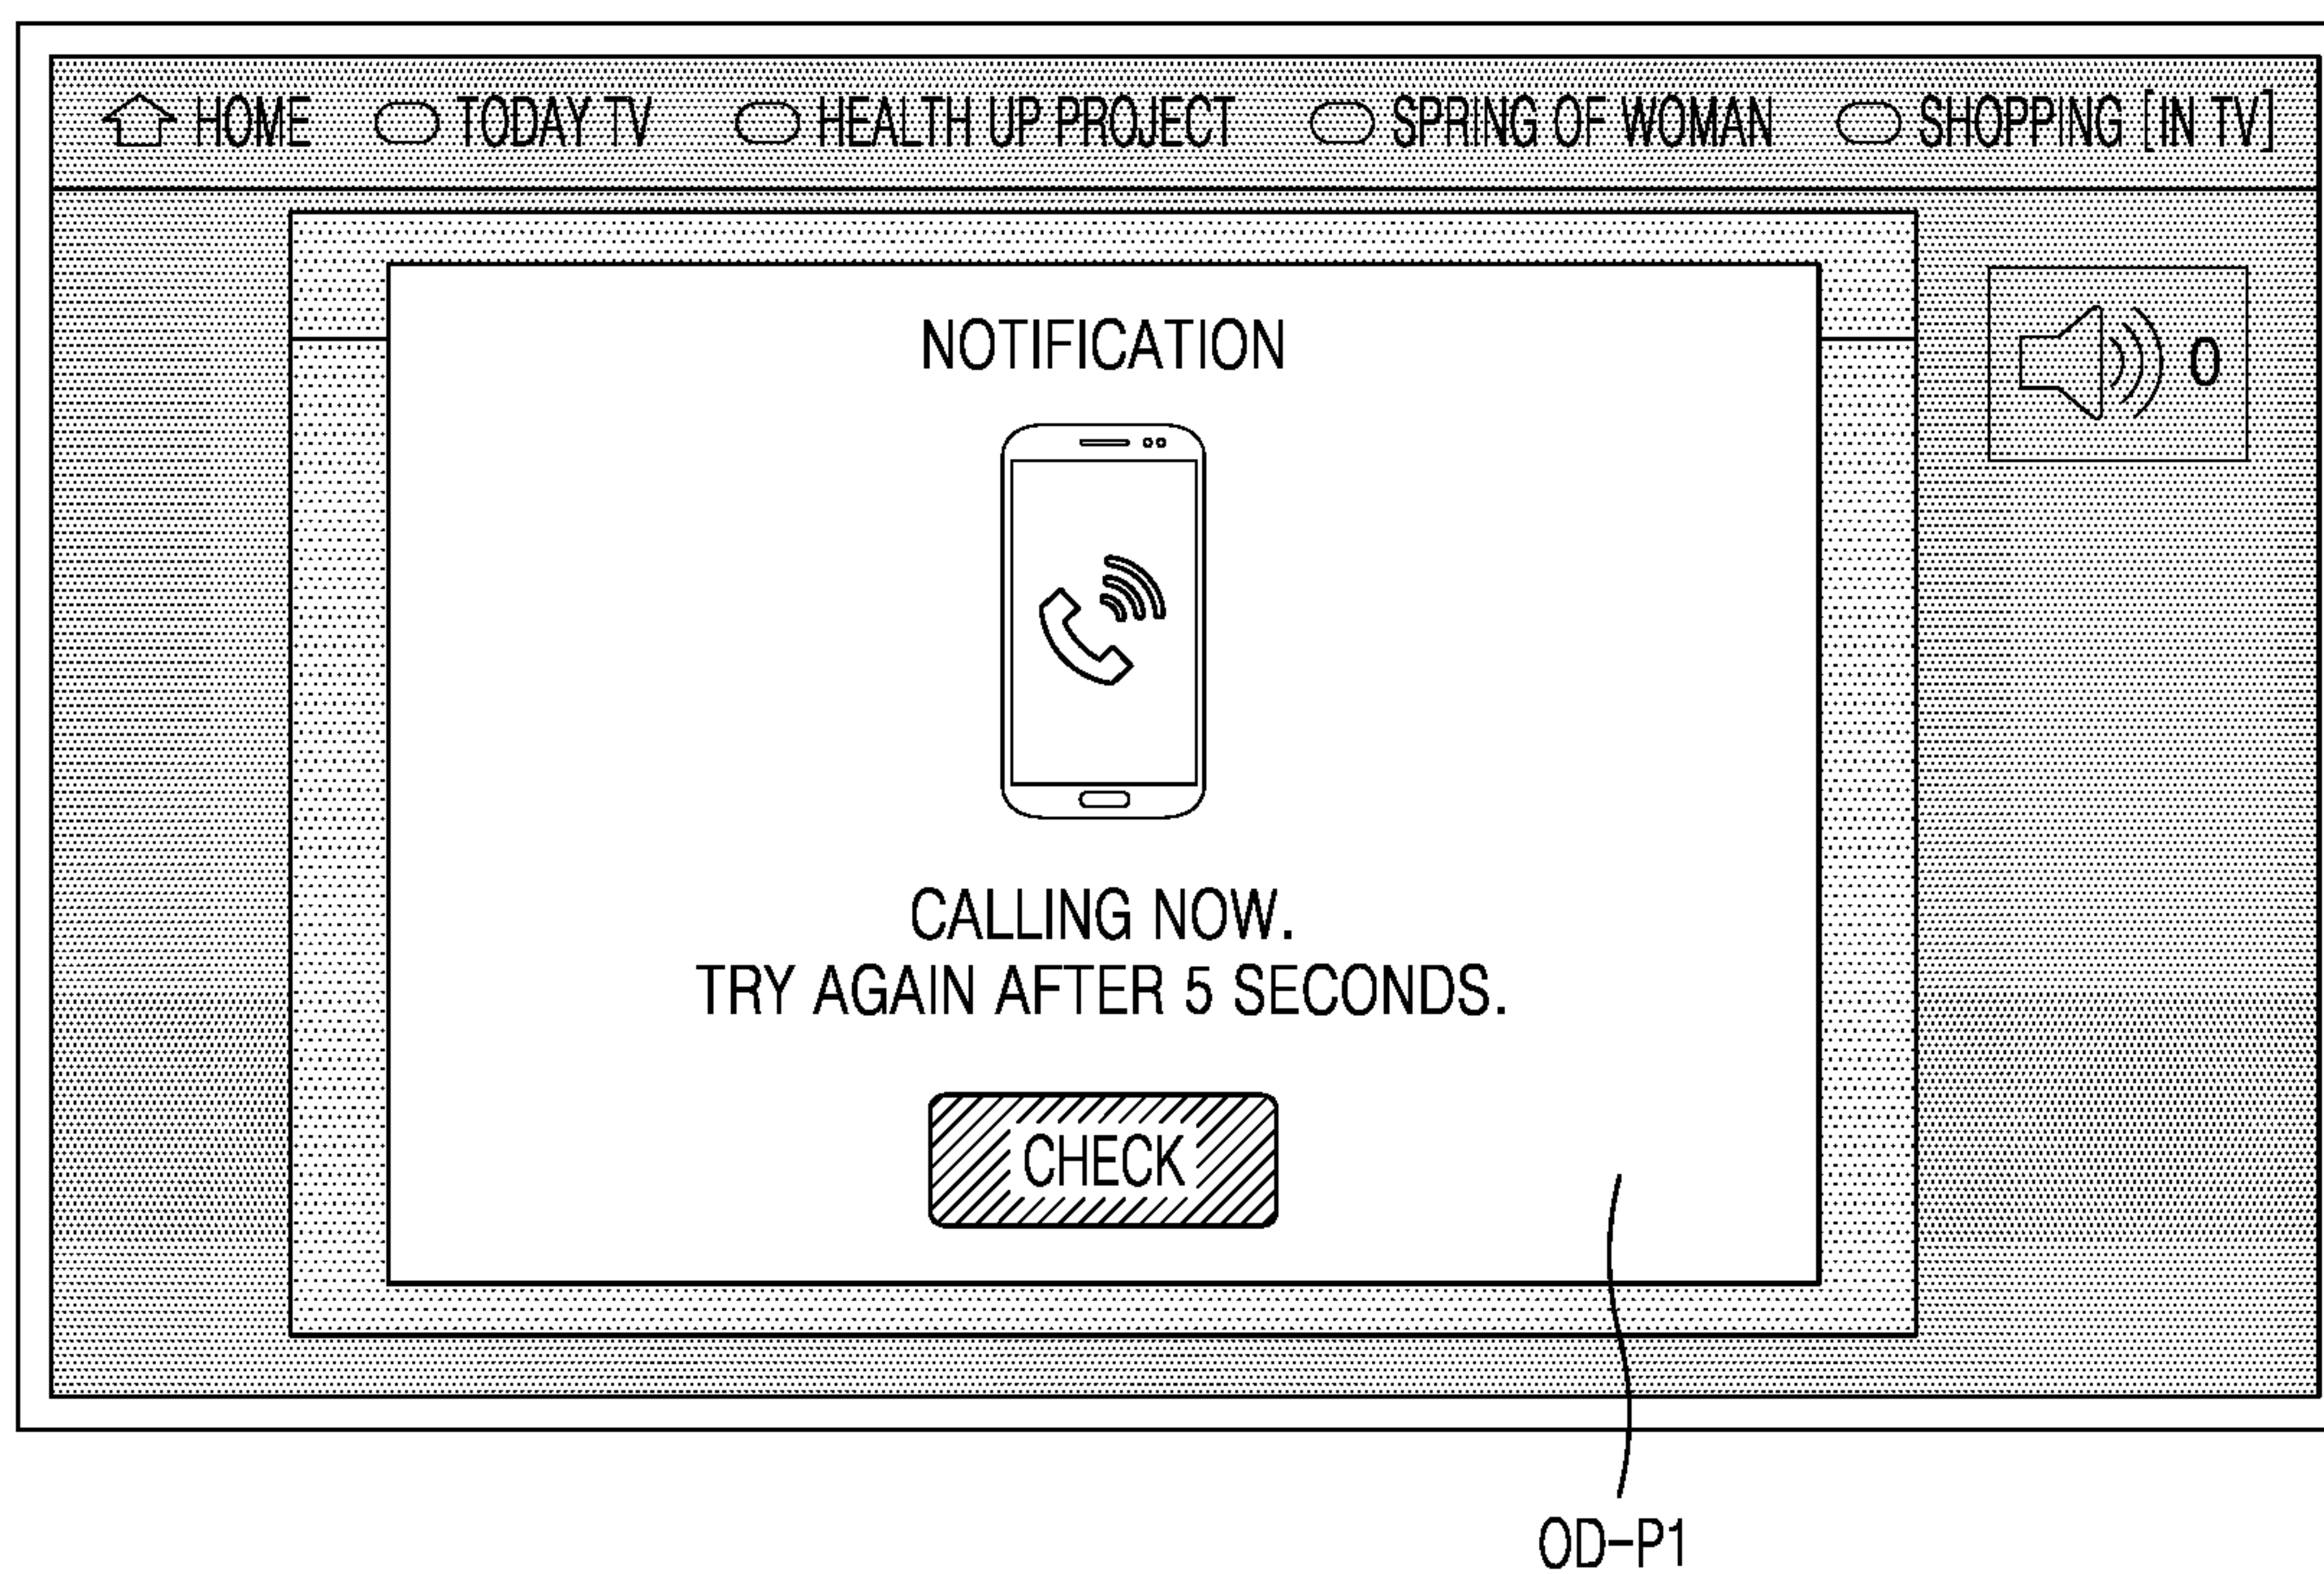 HOME TODAY TV HEALTH UP PROJECT SPRING OF WOMAN SHOPPING [IN TV]
NOTIFICATION
0
CALLING NOW.
TRY AGAIN AFTER 5 SECONDS.
CHECK
OD-P1